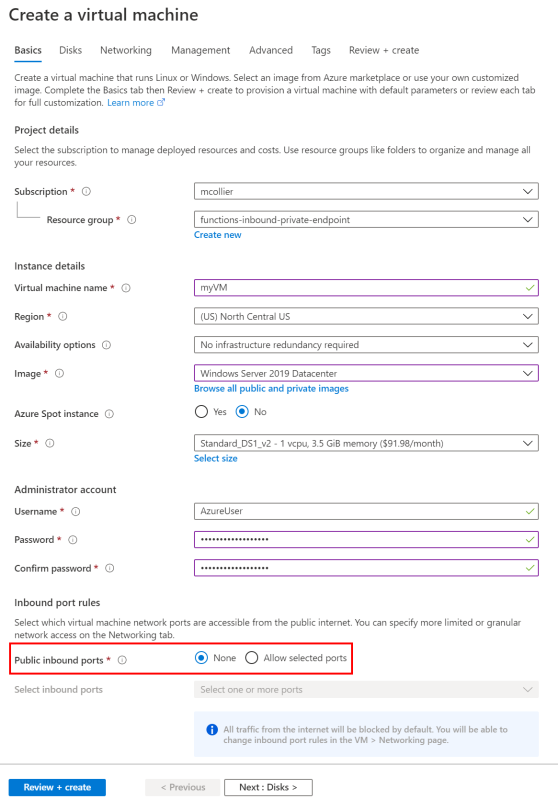 Create a virtual machine
Basics Disks Networking Management Advanced Tags Review + create
Create a virtual machine that runs Linux or Windows. Select an image from Azure marketplace or use your own customized
image. Complete the Basics tab then Review + create to provision a virtual machine with default parameters or review each tab
for full customization. Learn more
Project details
Select the subscription to manage deployed resources and costs. Use resource groups like folders to organize and manage all
your resources.
Subscription * mcollier
Resource group * functions-inbound-private-endpoint
Create new
Instance details
Virtual machine name * myVM
Region * (US) North Central US
Availability options No infrastructure redundancy required
Image * Windows Server 2019 Datacenter
Browse all public and private images
Azure Spot instance Yes No
Size * Standard_DS1_v2 - 1 vcpu, 3.5 GiB memory ($91.98/month)
Select size
Administrator account
Username * AzureUser
Password * ••••••••••••••••••
Confirm password * ••••••••••••••••••
Inbound port rules
Select which virtual machine network ports are accessible from the public internet. You can specify more limited or granular
network access on the Networking tab.
Public inbound ports * None Allow selected ports
Select inbound ports Select one or more ports
All traffic from the internet will be blocked by default. You will be able to
change inbound port rules in the VM > Networking page.
Review + create < Previous Next : Disks >